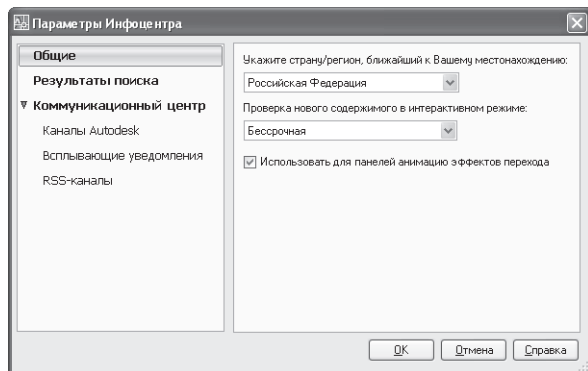 Параметры Инфоцентра
Общие
Результаты поиска
Коммуникационный центр
Каналы Autodesk
Всплывающие уведомления
RSS-каналы
Укажите страну/регион, ближайший к Вашему местонахождению:
Российская Федерация
Проверка нового содержимого в интерактивном режиме:
Бессрочная
Использовать для панелей анимацию эффектов перехода
OK
Отмена
Справка